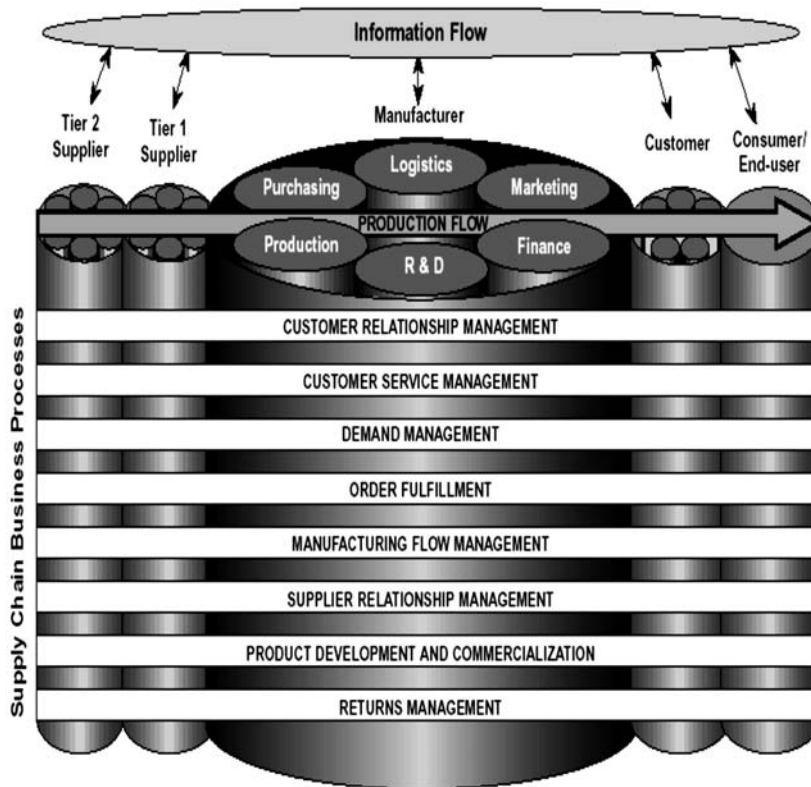 Information Flow
Tier 2
Supplier
Tier 1
Supplier
Manufacturer
Customer
Consumer/
End-user
Logistics
Purchasing
Marketing
PRODUCTION FLOW
Production
Finance
R & D
Supply Chain Business Processes
CUSTOMER RELATIONSHIP MANAGEMENT
CUSTOMER SERVICE MANAGEMENT
DEMAND MANAGEMENT
ORDER FULFILLMENT
MANUFACTURING FLOW MANAGEMENT
SUPPLIER RELATIONSHIP MANAGEMENT
PRODUCT DEVELOPMENT AND COMMERCIALIZATION
RETURNS MANAGEMENT